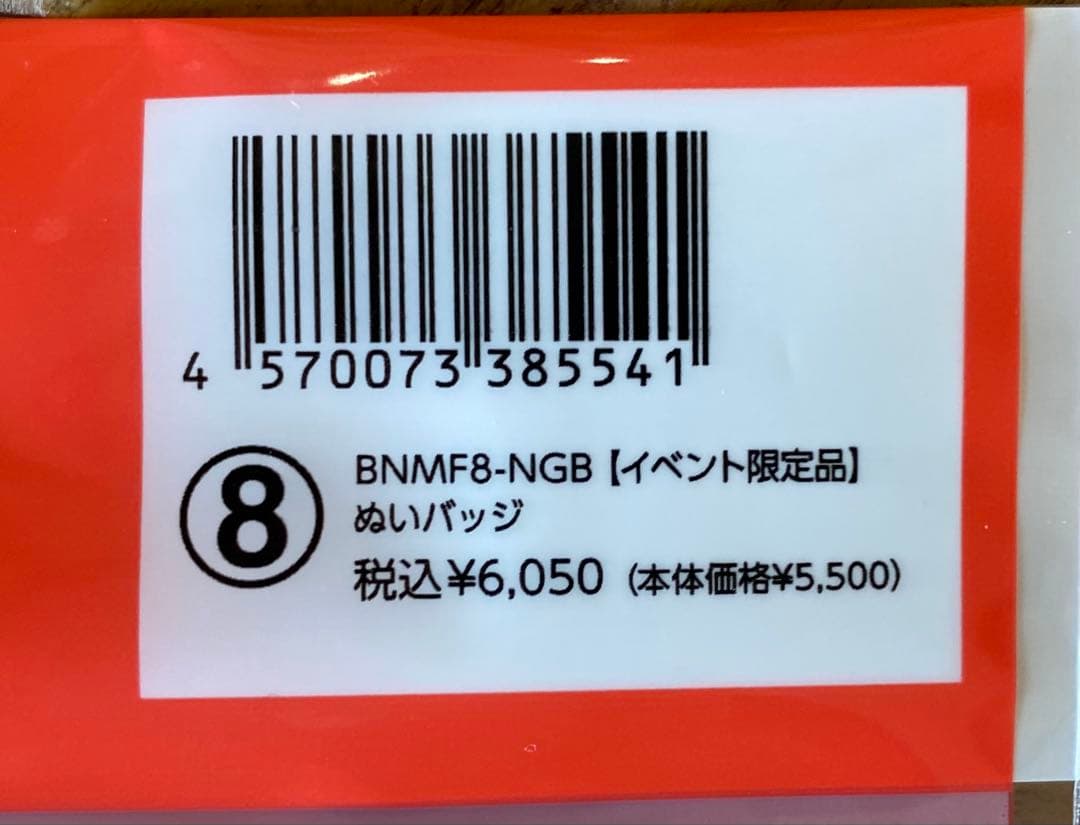 4 570073 385541
⑧
BNMF8-NGB【イベント限定品】
ぬいバッジ
税込¥6,050（本体価格¥5,500）